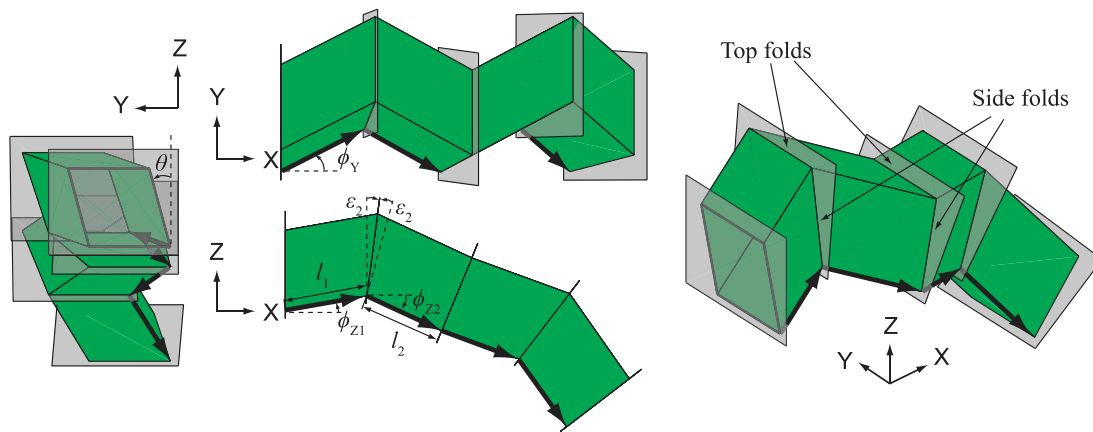 Z
Y
θ
Y
X
ϕY
Z
X
ε2
ε2
l1
ϕZ1
ϕZ2
l2
Top folds
Side folds
Z
Y
X